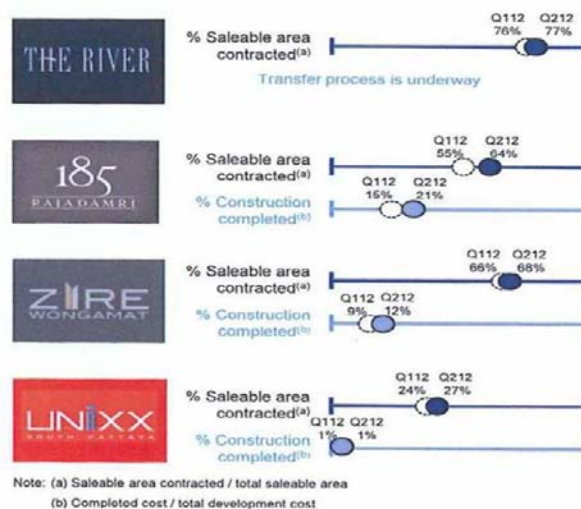 Q112 Q212
76% 77%
% Saleable area
contracted(a)
THE RIVER
Transfer process is underway
Q112 Q212
55% 64%
% Saleable area
contracted(a)
185
RAJADAMRI
Q112 Q212
15% 21%
% Construction
completed(b)
Q112 Q212
66% 68%
% Saleable area
contracted(a)
ZIRE
WONGAMAT
Q112 Q212
9% 12%
% Construction
completed(b)
Q112 Q212
24% 27%
% Saleable area
contracted(a)
UNiXX
SOUTH PATTAYA
Q112 Q212
1% 1%
% Construction
completed(b)
Note: (a) Saleable area contracted / total saleable area
(b) Completed cost / total development cost